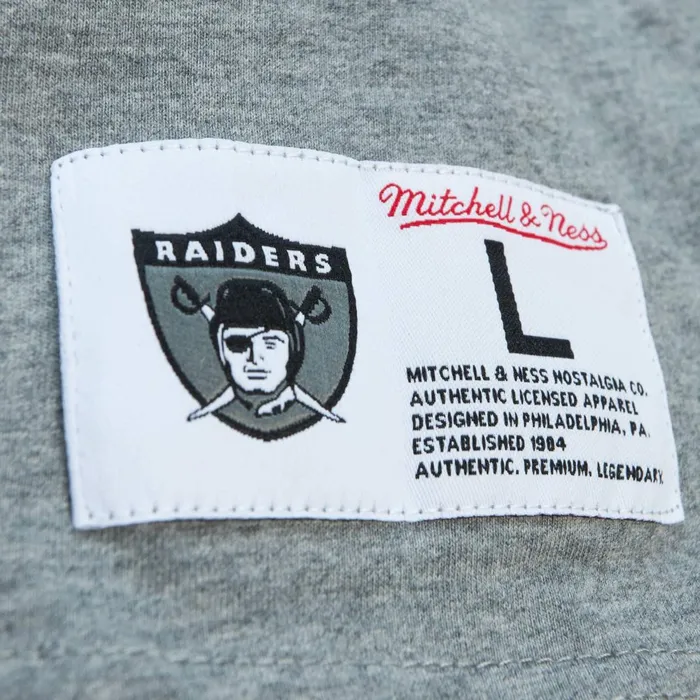 RAIDERS
Mitchell & Ness
L
MITCHELL & NESS NOSTALGIA CO.
AUTHENTIC LICENSED APPAREL
DESIGNED IN PHILADELPHIA, PA.
ESTABLISHED 1904
AUTHENTIC. PREMIUM. LEGENDARY